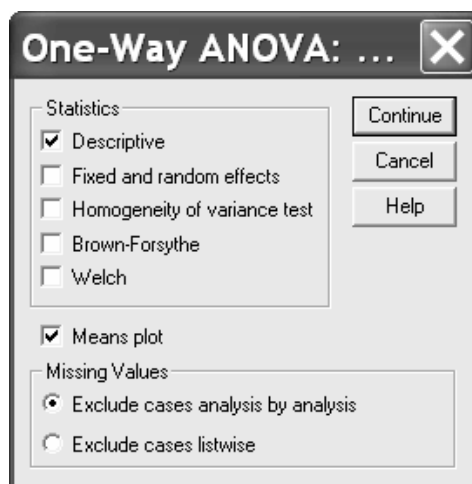 One-Way ANOVA: ...
Statistics
Descriptive
Fixed and random effects
Homogeneity of variance test
Brown-Forsythe
Welch
Continue
Cancel
Help
Means plot
Missing Values
Exclude cases analysis by analysis
Exclude cases listwise